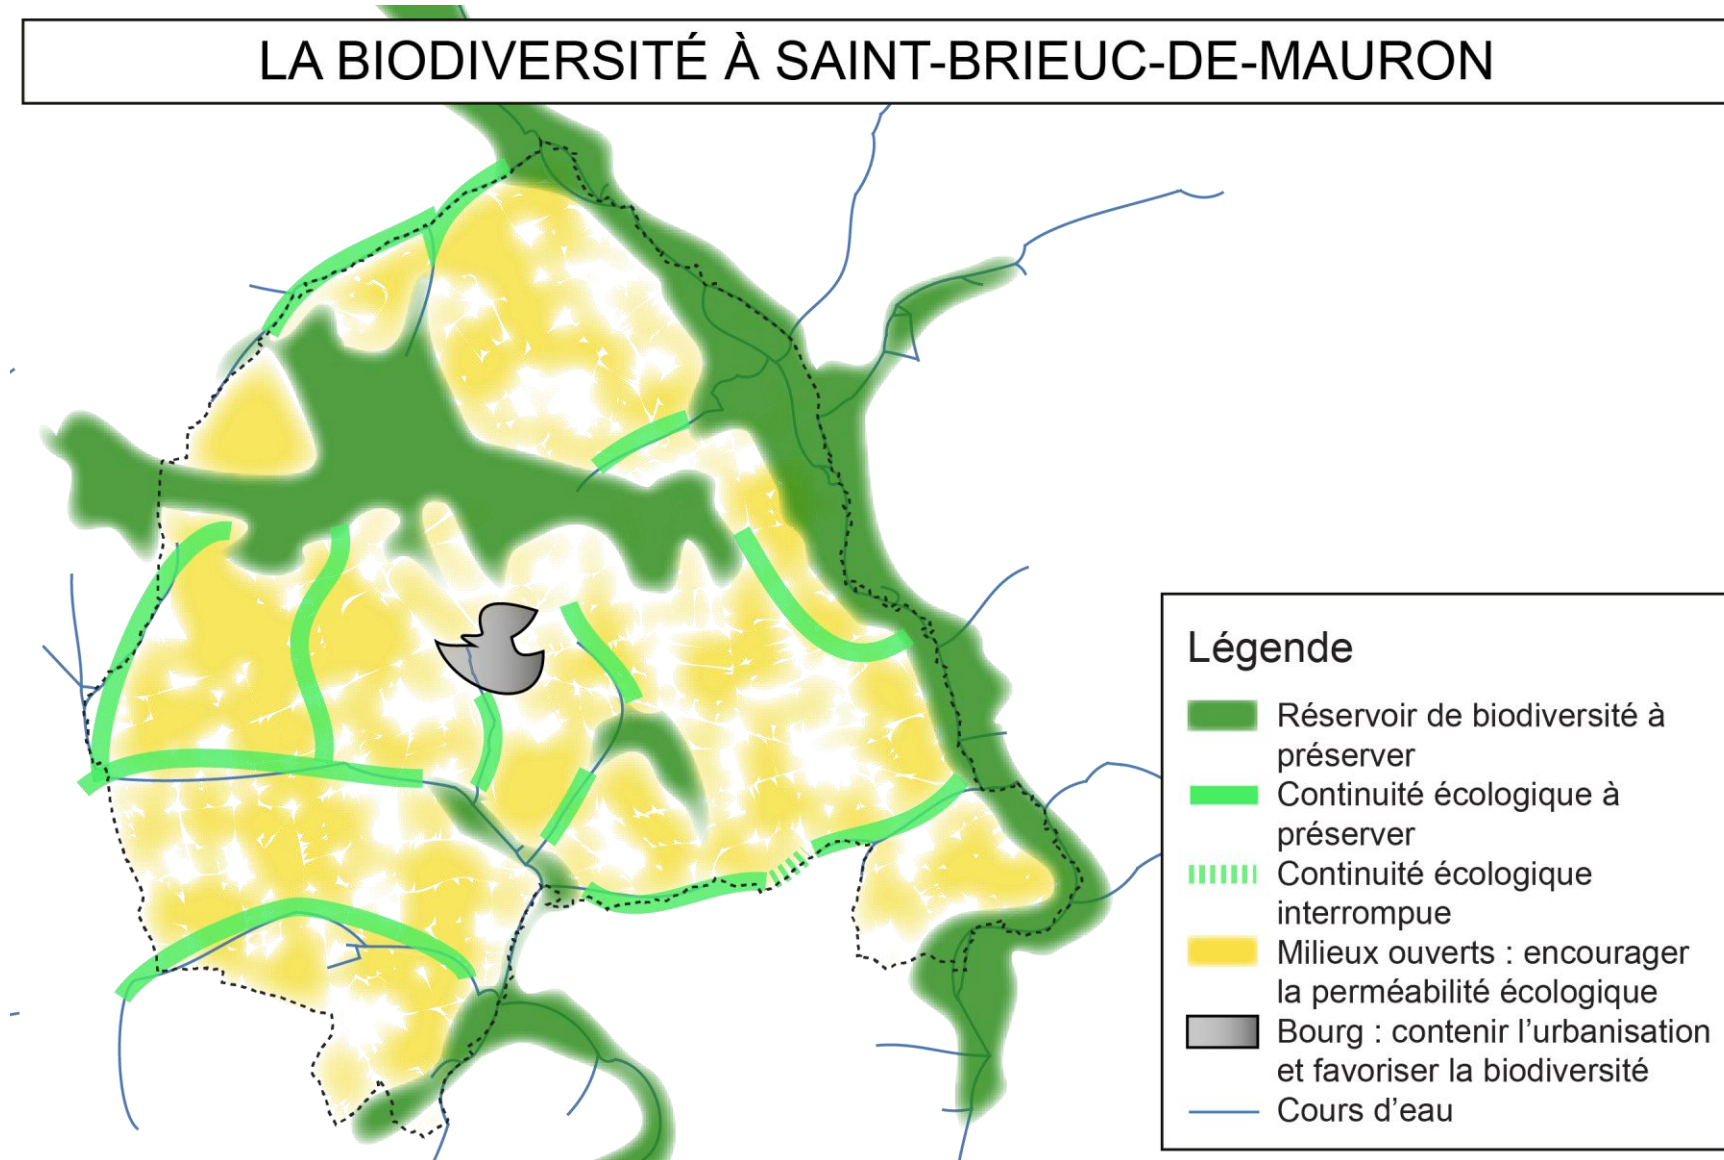 LA BIODIVERSITÉ À SAINT-BRIEUC-DE-MAURON
Légende
Réservoir de biodiversité à
préserver
Continuité écologique à
préserver
Continuité écologique
interrompue
Milieux ouverts : encourager
la perméabilité écologique
Bourg : contenir l'urbanisation
et favoriser la biodiversité
Cours d'eau